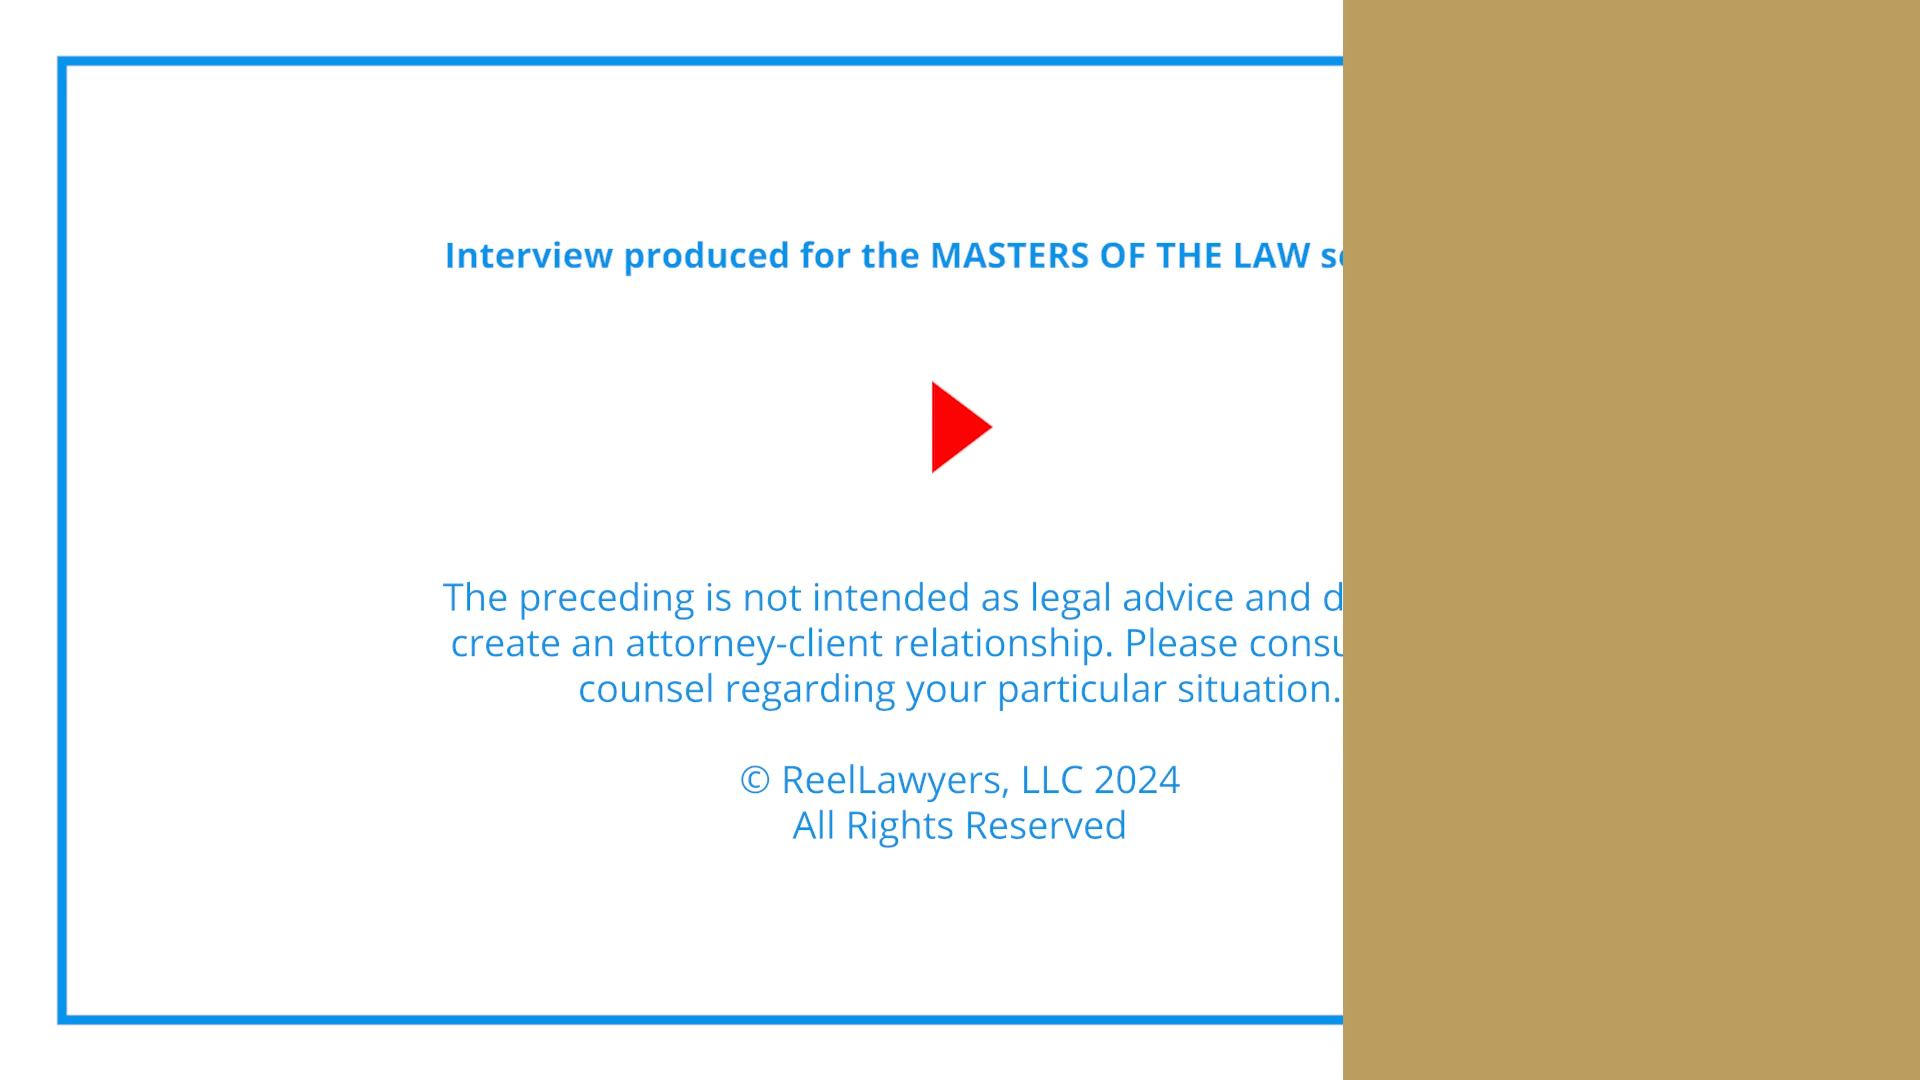 Interview produced for the MASTERS OF THE LAW
The preceding is not intended as legal advice and
create an attorney-client relationship. Please
counsel regarding your particular situation.
© ReelLawyers, LLC 2024
All Rights Reserved